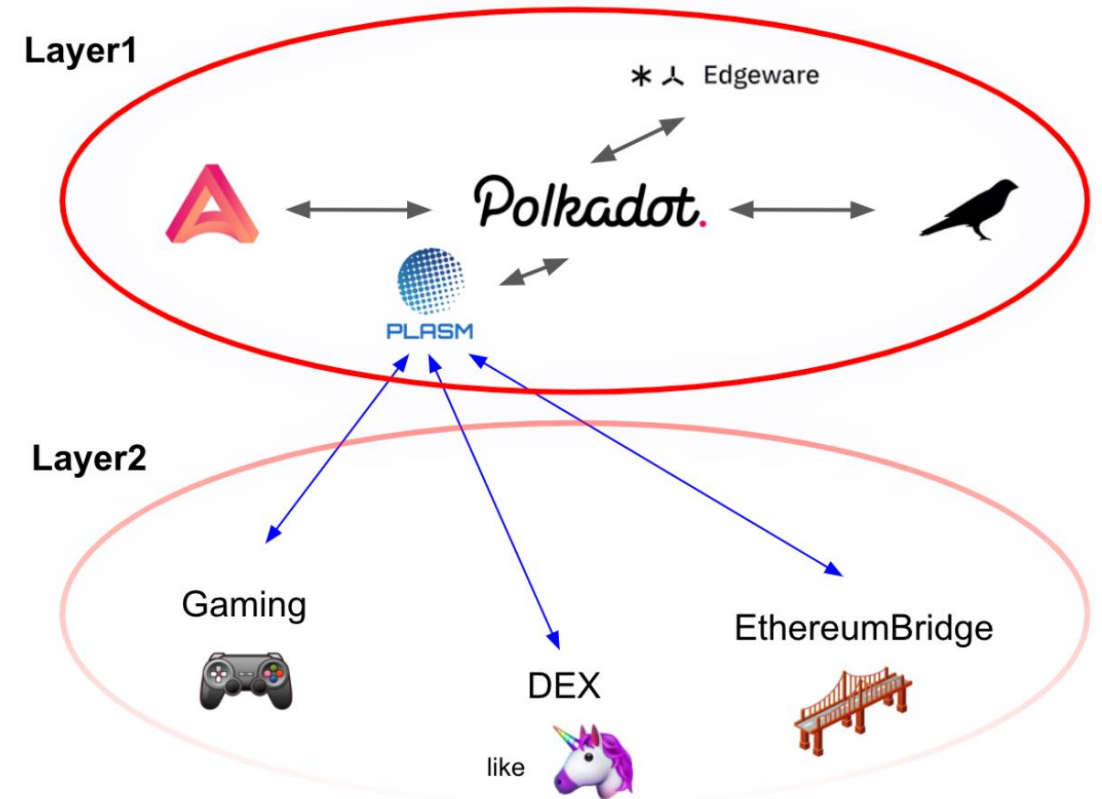 Layer1
Edgeware
Polkadot.
PLASM
Layer2
Gaming
EthereumBridge
DEX
like